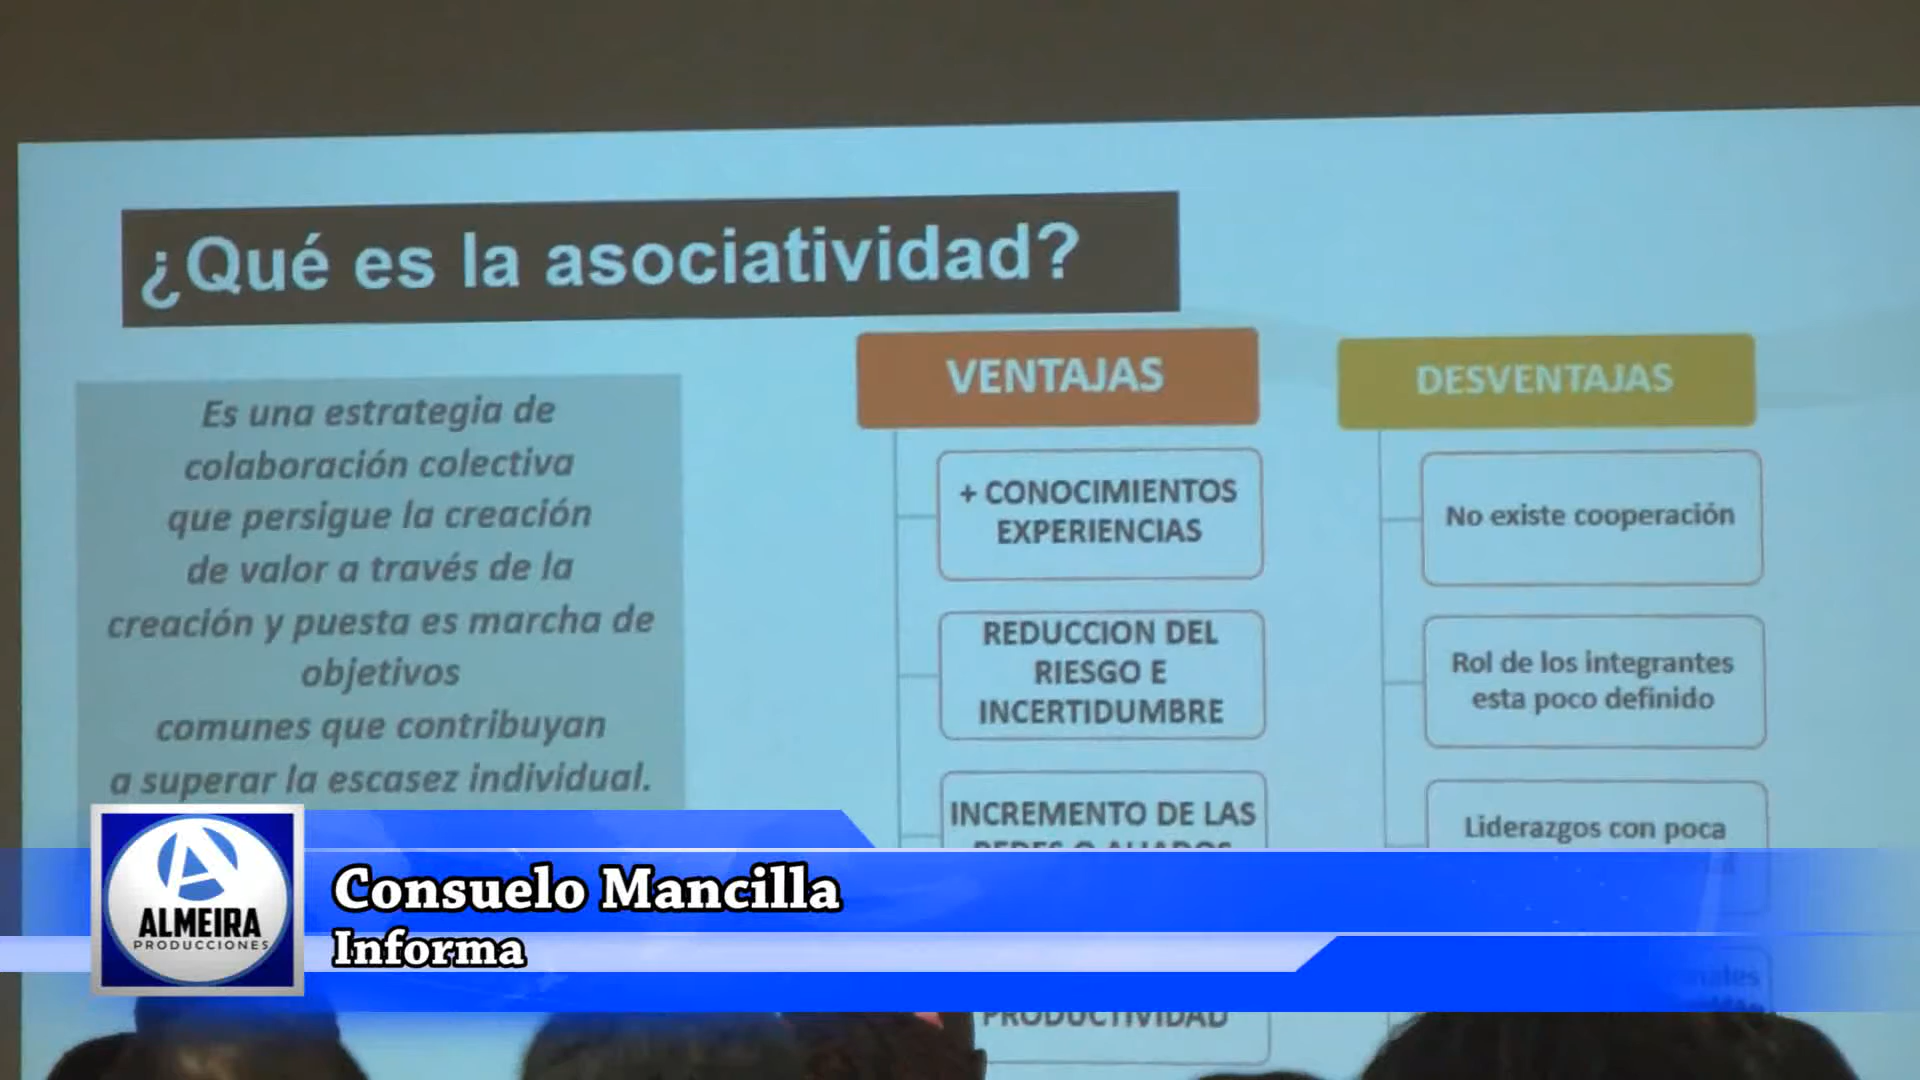 ¿Qué es la asociatividad?
Es una estrategia de
colaboración colectiva
que persigue la creación
de valor a través de la
creación y puesta es marcha de
objetivos
comunes que contribuyan
a superar la escasez individual.
VENTAJAS
+ CONOCIMIENTOS
EXPERIENCIAS
REDUCCION DEL
RIESGO E
INCERTIDUMBRE
INCREMENTO DE LAS
REDES O ALIADOS
PRODUCTIVIDAD
DESVENTAJAS
No existe cooperación
Rol de los integrantes
esta poco definido
Liderazgos con poca
ALMEIRA
PRODUCCIONES
Consuelo Mancilla
Informa